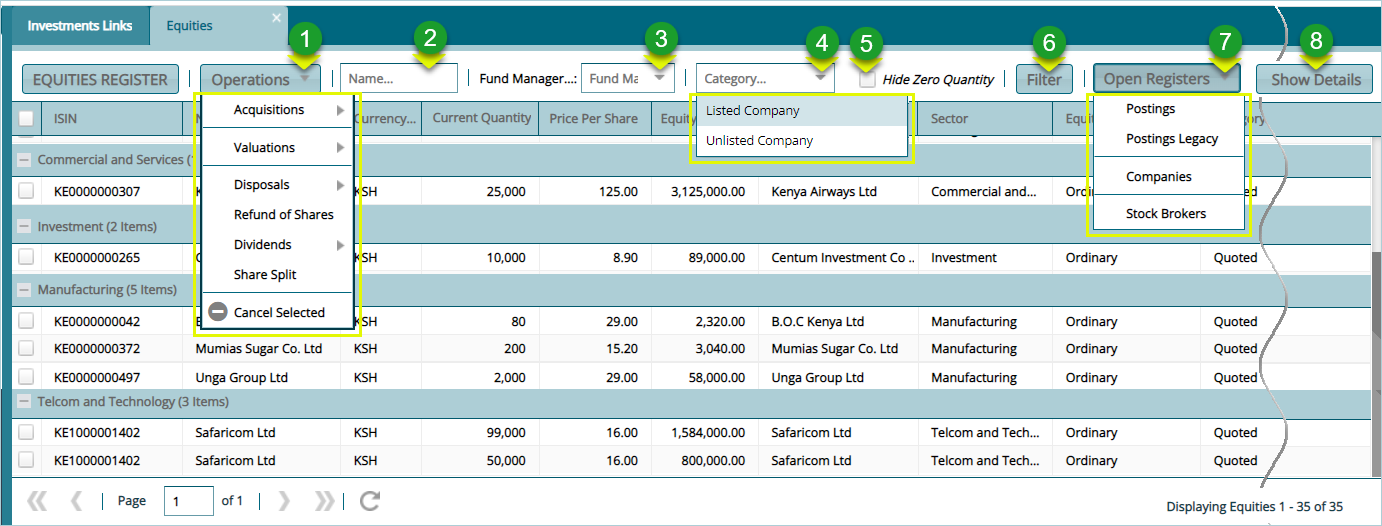 Investments Links
Equities
1 2 3 4 5 6 7 8
EQUITIES REGISTER Operations Name... Fund Manager...: Fund Ma Category... Hide Zero Quantity Filter Open Registers Show Details
ISIN N Currency... Current Quantity Price Per Share Equity Sector Equi
Acquisitions
Valuations
Disposals
Refund of Shares
Dividends
Share Split
Cancel Selected
Listed Company
Unlisted Company
Postings
Postings Legacy
Companies
Stock Brokers
Commercial and Services (
KE0000000307 K KSH 25,000 125.00 3,125,000.00 Kenya Airways Ltd Commercial and... Ordinary
Investment (2 Items)
KE0000000265 KSH 10,000 8.90 89,000.00 Centum Investment Co .. Investment Ordinary Quoted
Manufacturing (5 Items)
KE0000000042 KSH 80 29.00 2,320.00 B.O.C Kenya Ltd Manufacturing Ordinary Quoted
KE0000000372 Mumias Sugar Co. Ltd KSH 200 15.20 3,040.00 Mumias Sugar Co. Ltd Manufacturing Ordinary Quoted
KE0000000497 Unga Group Ltd KSH 2,000 29.00 58,000.00 Unga Group Ltd Manufacturing Ordinary Quoted
Telcom and Technology (3 Items)
KE1000001402 Safaricom Ltd KSH 99,000 16.00 1,584,000.00 Safaricom Ltd Telcom and Tech... Ordinary Quoted
KE1000001402 Safaricom Ltd KSH 50,000 16.00 800,000.00 Safaricom Ltd Telcom and Tech... Ordinary Quoted
Page 1 of 1
Displaying Equities 1 - 35 of 35